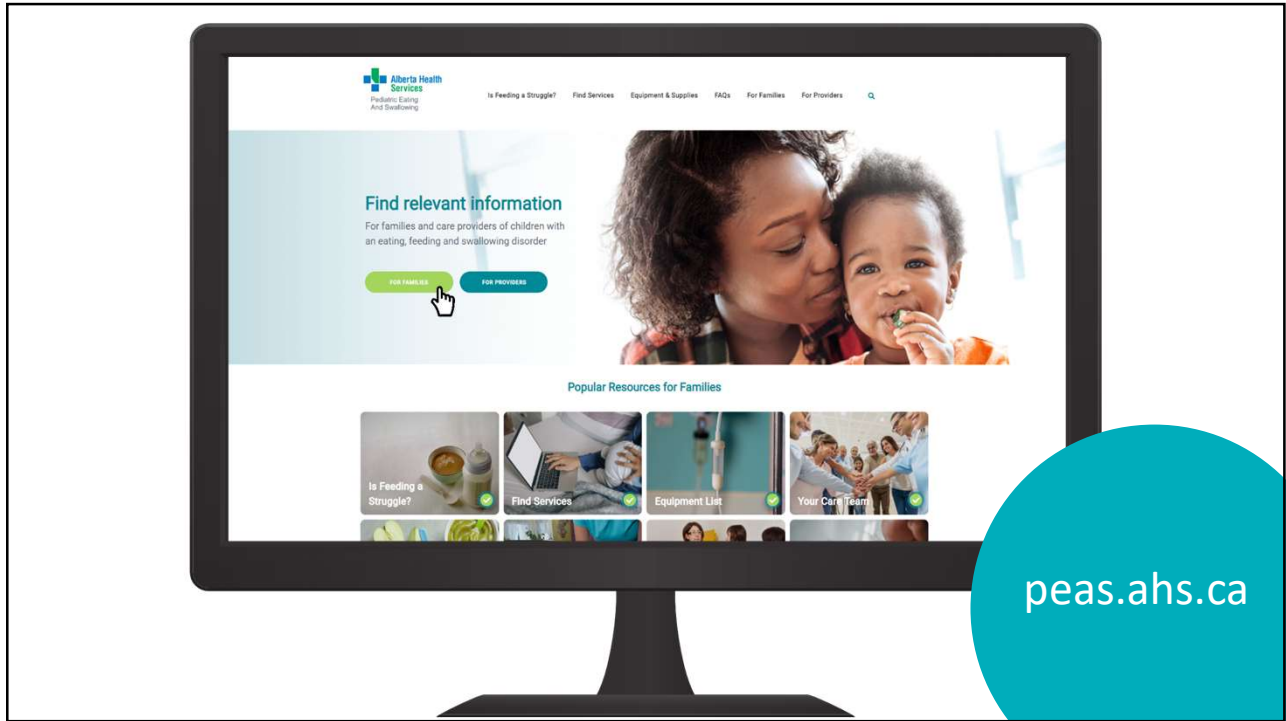 Alberta Health
Services
Pediatric Eating
And Swallowing
Is Feeding a Struggle? Find Services Equipment & Supplies FAQs For Families For Providers
Find relevant information
For families and care providers of children with
an eating, feeding and swallowing disorder
FOR FAMILIES FOR PROVIDERS
Popular Resources for Families
Is Feeding a
Struggle?
Find Services
Equipment List
Your Care Team
peas.ahs.ca